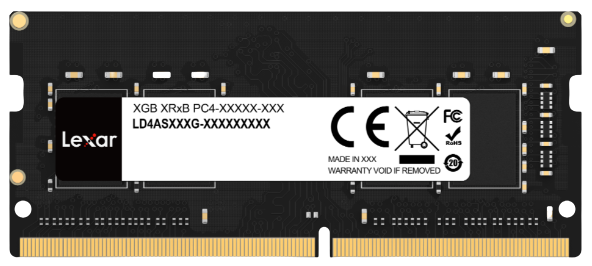 Lexar
XGB XRxB PC4-XXXXX-XXX
LD4ASXXXG-XXXXXXXXX
CE
FC
RoHS
20
MADE IN XXX
WARRANTY VOID IF REMOVED